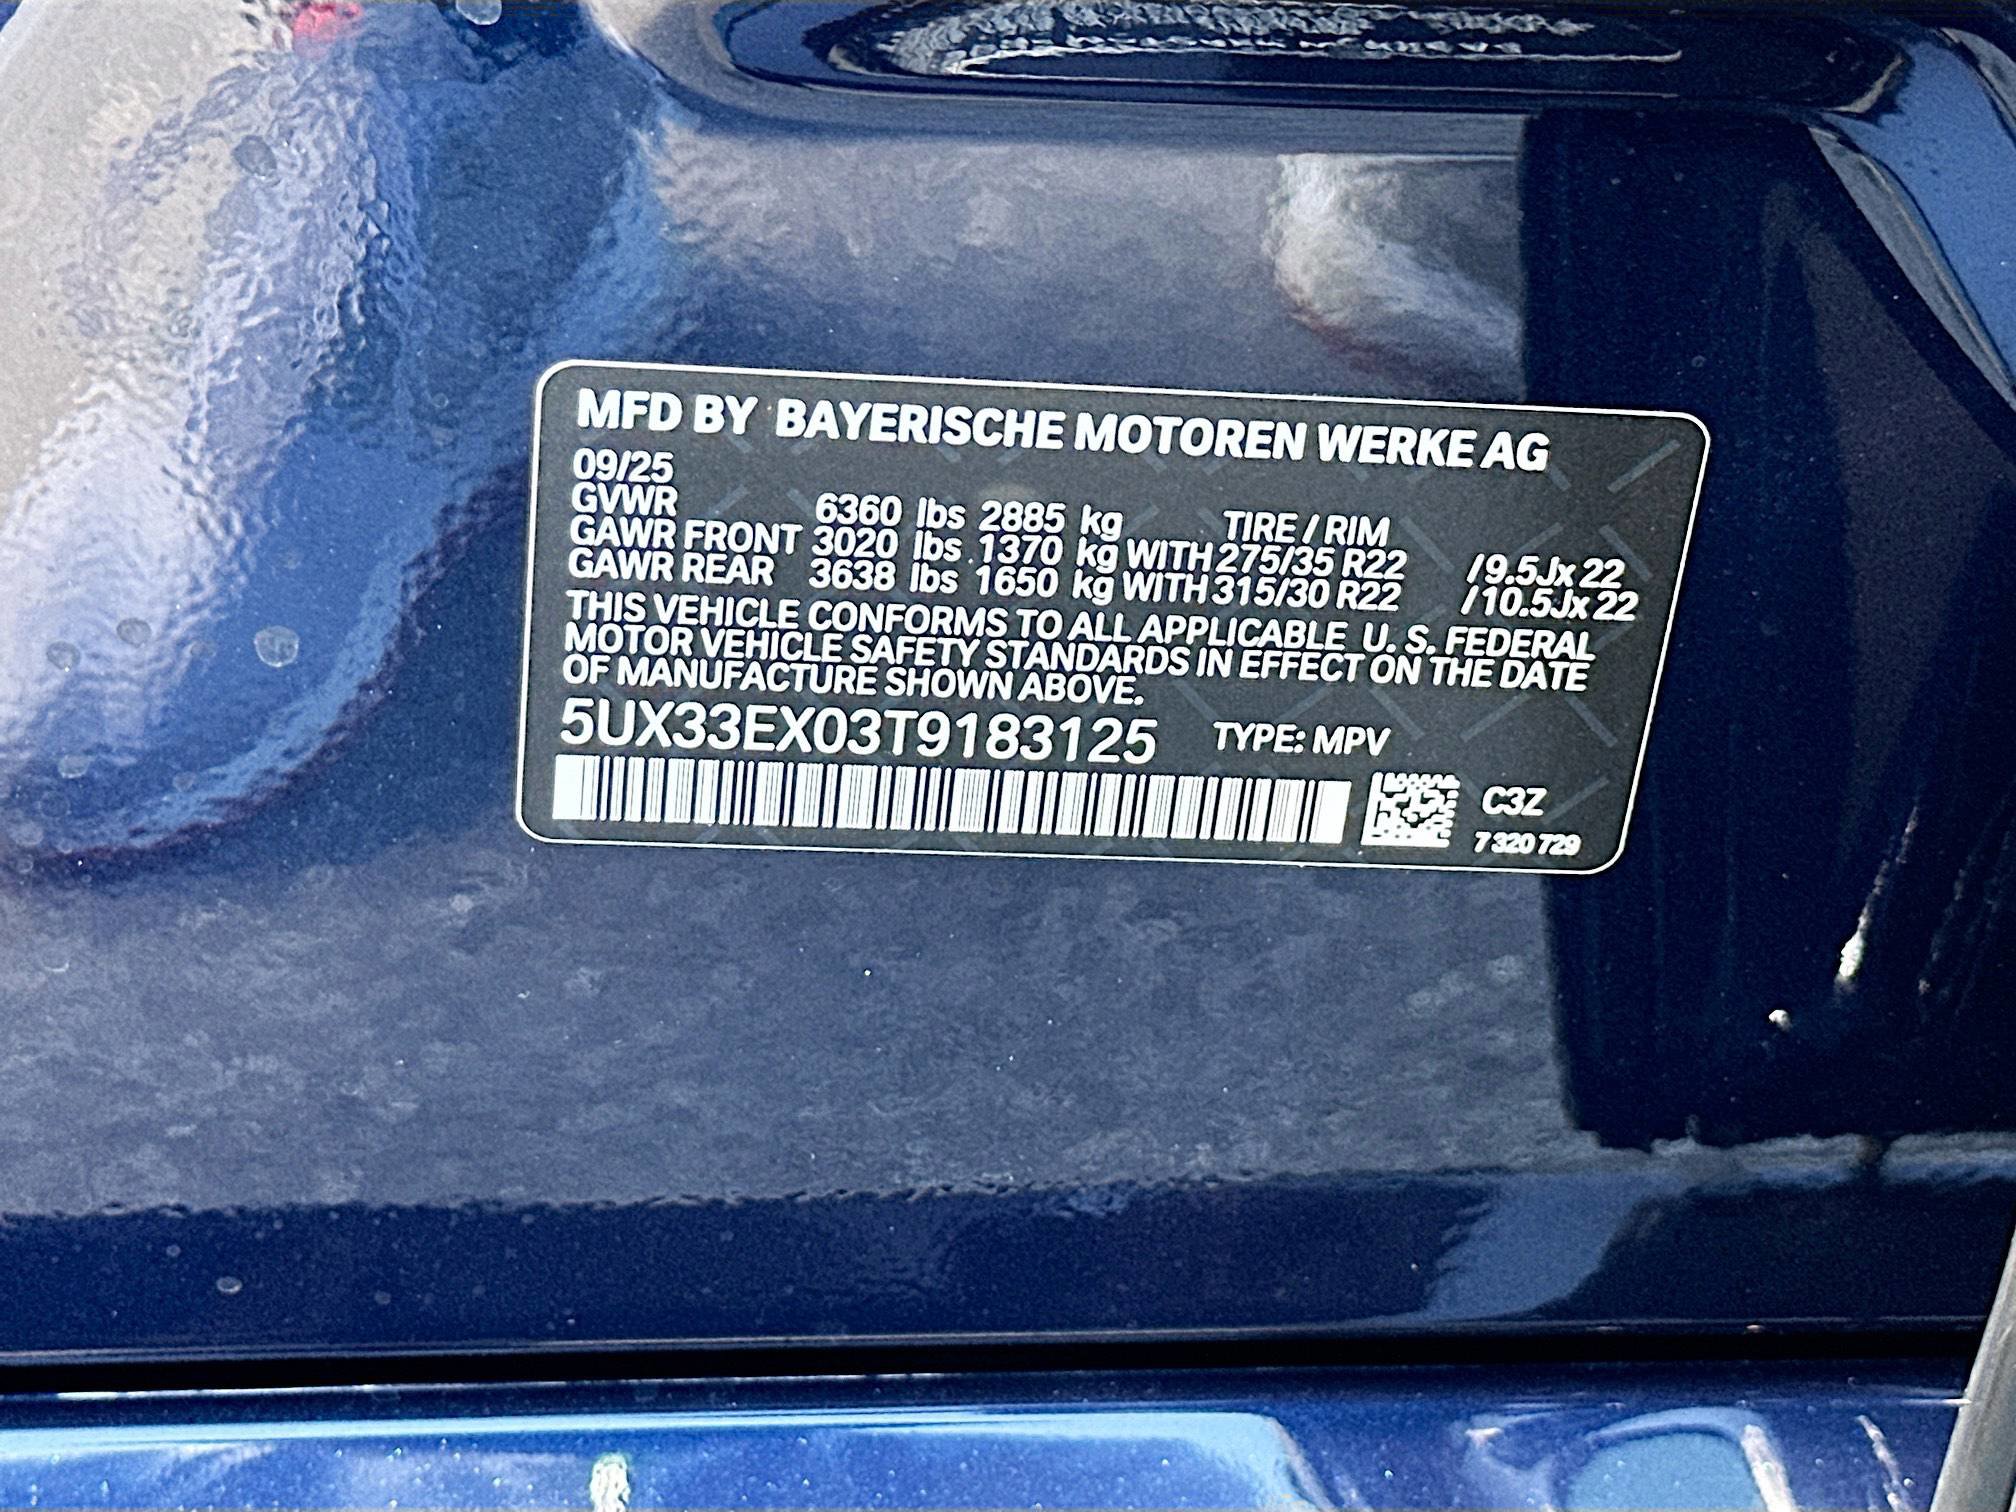 MFD BY BAYERISCHE MOTOREN WERKE AG
09/25
GVWR 6360 lbs 2885 kg TIRE / RIM
GAWR FRONT 3020 lbs 1370 kg WITH 275/35 R22 /9.5Jx 22
GAWR REAR 3638 lbs 1650 kg WITH 315/30 R22 /10.5Jx 22
THIS VEHICLE CONFORMS TO ALL APPLICABLE U. S. FEDERAL
MOTOR VEHICLE SAFETY STANDARDS IN EFFECT ON THE DATE
OF MANUFACTURE SHOWN ABOVE.
5UX33EX03T9183125 TYPE: MPV
C3Z
7 320 729